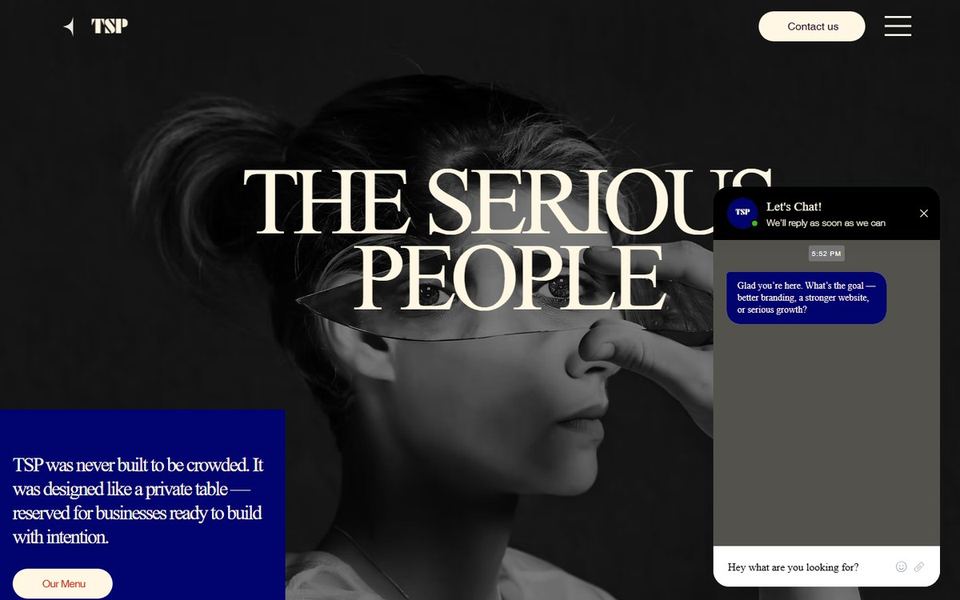 TSP
Contact us
THE SERIOUS
PEOPLE
TSP
Let's Chat!
We'll reply as soon as we can
5:52 PM
Glad you're here. What's the goal —
better branding, a stronger website,
or serious growth?
Hey what are you looking for?
TSP was never built to be crowded. It
was designed like a private table —
reserved for businesses ready to build
with intention.
Our Menu